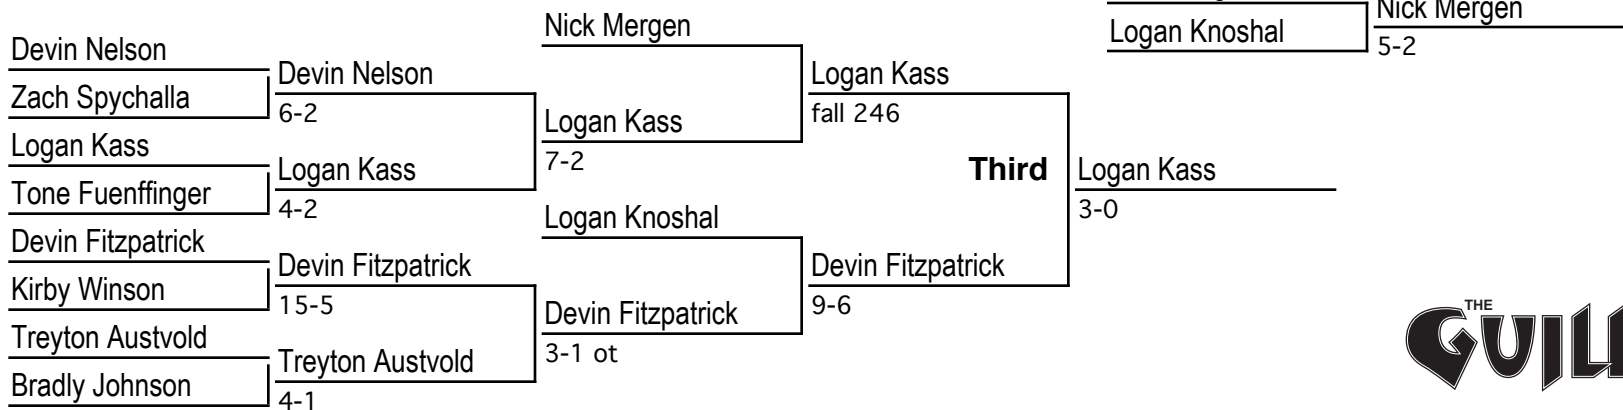 Devin Nelson
Zach Spychalla
Logan Kass
Tone Fuenffinger
Devin Fitzpatrick
Kirby Winson
Treyton Austvold
Bradly Johnson
Devin Nelson
6-2
Logan Kass
4-2
Devin Fitzpatrick
15-5
Treyton Austvold
4-1
Nick Mergen
Logan Kass
7-2
Logan Knoshal
Devin Fitzpatrick
3-1 ot
Logan Kass
fall 246
Devin Fitzpatrick
9-6
Third
Logan Kass
3-0
Logan Knoshal
Nick Mergen
5-2
THE